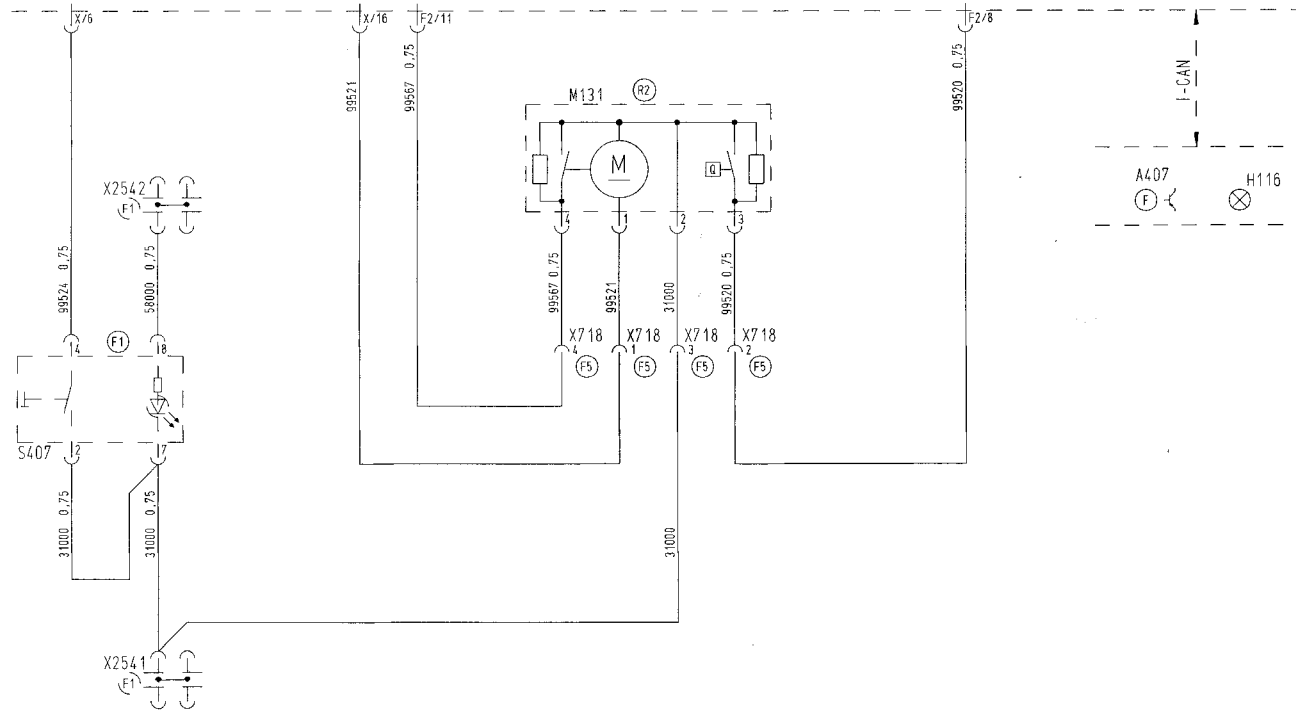 X/6
X/16
F2/11
F2/8
99524 0,75
99521
99567 0,75
99520 0,75
I-CAN
M131
R2
M
Q
4
1
2
3
A407
F
H116
X2542
F1
58000 0,75
99567 0,75
99521
31000
99520 0,75
X718
4
F5
X718
1
F5
X718
3
F5
X718
2
F5
4
F1
8
S407
2
7
31000 0,75
31000 0,75
31000
X2541
F1